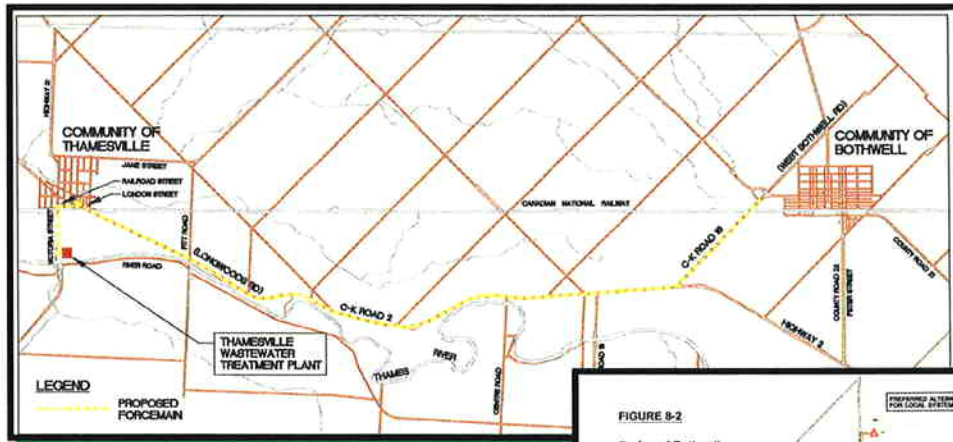 HIGHWAY 21
COMMUNITY OF
THAMESVILLE
JANE STREET
RAILROAD STREET
LONDON STREET
VICTORIA STREET
RIVER ROAD
PITT ROAD
(LONGWOODS RD)
C-K ROAD 2
CANADIAN NATIONAL RAILWAY
C-K ROAD 18
(WEST BOTHWELL RD)
COMMUNITY OF
BOTHWELL
COUNTY ROAD 21
COUNTY ROAD 22
PETER STREET
HIGHWAY 2
THAMESVILLE
WASTEWATER
TREATMENT PLANT
THAMES
RIVER
CENTRE ROAD
LEGEND
PROPOSED
FORCEMAIN
FIGURE 8-2
PREFERRED
FOR LOCAL